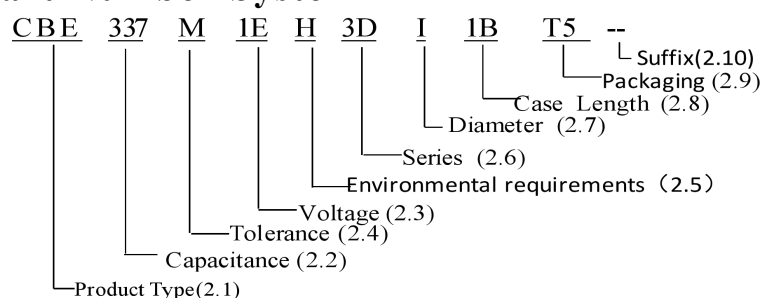 CBE 337 M 1E H 3D I 1B T5 --
Suffix(2.10)
Packaging (2.9)
Case Length (2.8)
Diameter (2.7)
Series (2.6)
Environmental requirements（2.5）
Voltage (2.3)
Tolerance (2.4)
Capacitance (2.2)
Product Type(2.1)